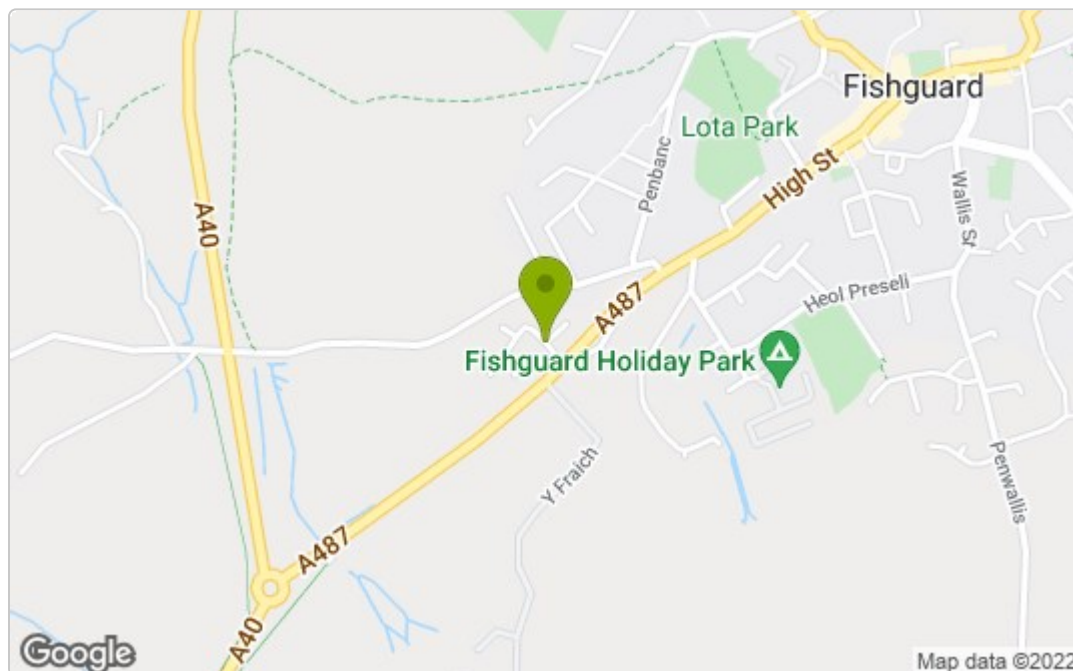 Fishguard
Lota Park
Penbanc
High St
A40
Wallis St
Heol Preseli
A487
Fishguard Holiday Park
Y Fraich
Penwallis
A487
A40
Google
Map data ©2022